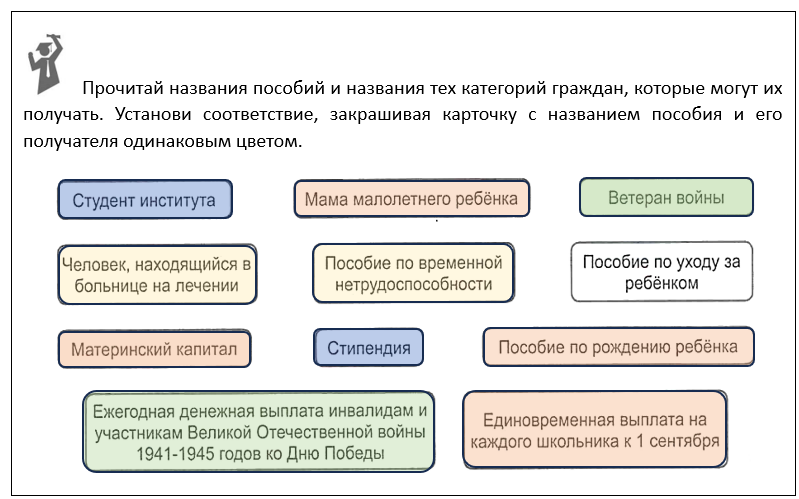 Прочитай названия пособий и названия тех категорий граждан, которые могут их
получать. Установи соответствие, закрашивая карточку с названием пособия и его
получателя одинаковым цветом.
Студент института
Мама малолетнего ребёнка
Ветеран войны
Человек, находящийся в
больнице на лечении
Пособие по временной
нетрудоспособности
Пособие по уходу за
ребёнком
Материнский капитал
Стипендия
Пособие по рождению ребёнка
Ежегодная денежная выплата инвалидам и
участникам Великой Отечественной войны
1941-1945 годов ко Дню Победы
Единовременная выплата на
каждого школьника к 1 сентября